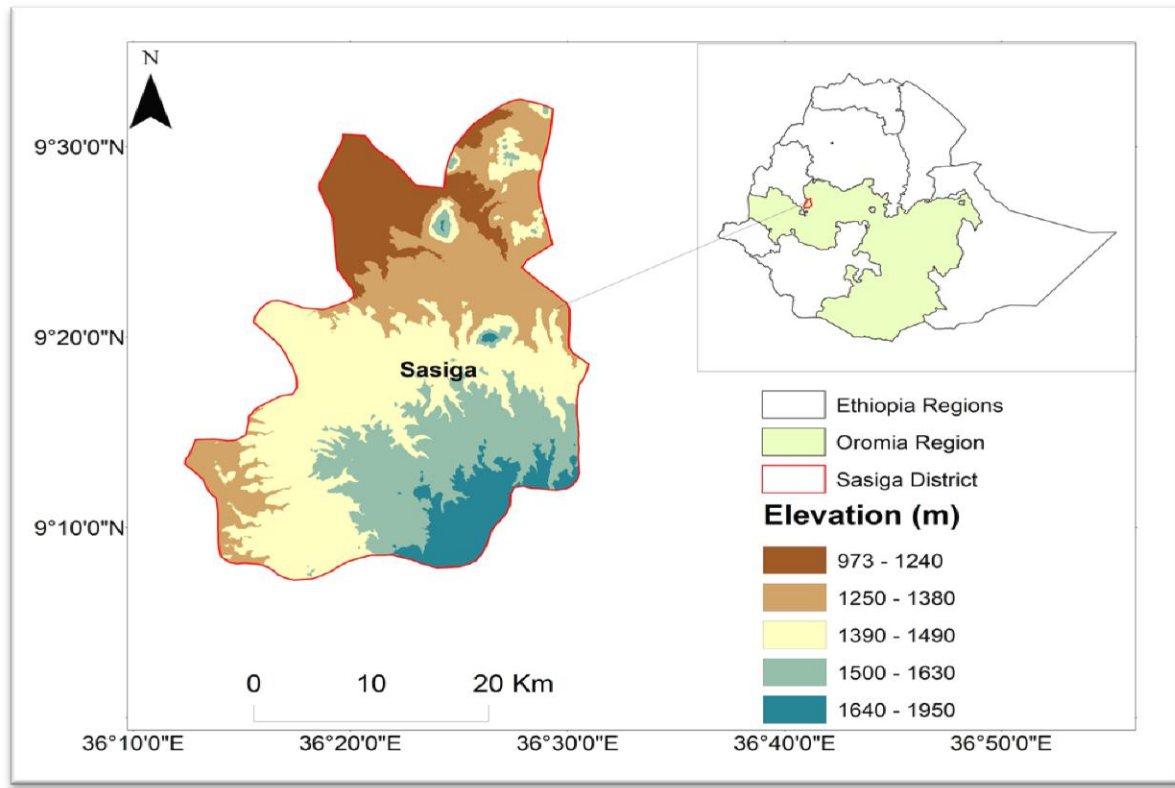 N
9°30'0"N
9°20'0"N
9°10'0"N
Sasiga
0 10 20 Km
36°10'0"E 36°20'0"E 36°30'0"E 36°40'0"E 36°50'0"E
Ethiopia Regions
Oromia Region
Sasiga District
Elevation (m)
973 - 1240
1250 - 1380
1390 - 1490
1500 - 1630
1640 - 1950